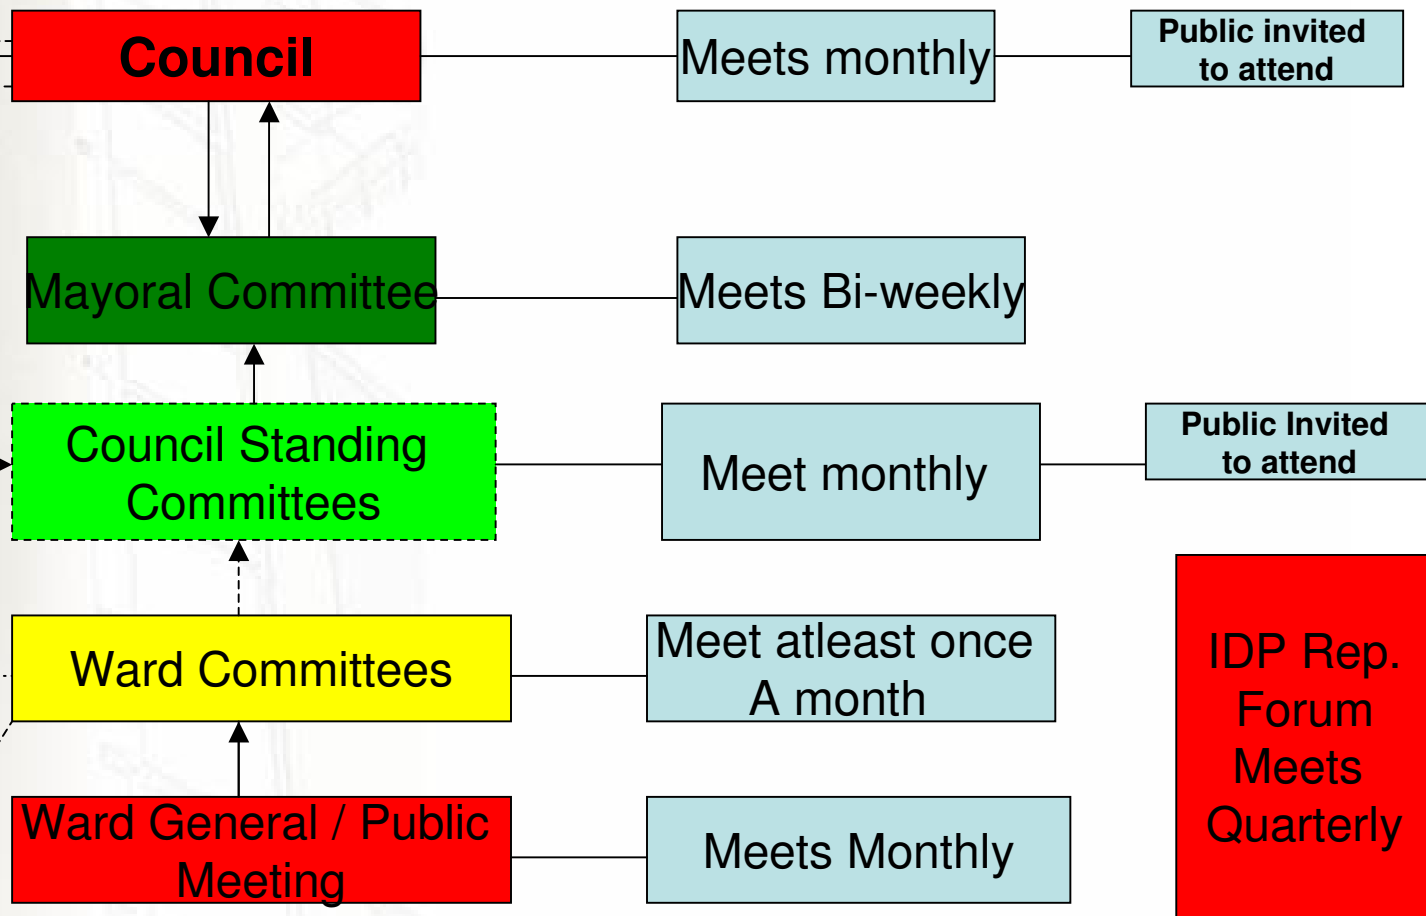 Council
Meets monthly
Public invited
to attend
Mayoral Committee
Meets Bi-weekly
Council Standing
Committees
Meet monthly
Public Invited
to attend
Ward Committees
Meet atleast once
A month
IDP Rep.
Forum
Meets
Quarterly
Ward General / Public
Meeting
Meets Monthly